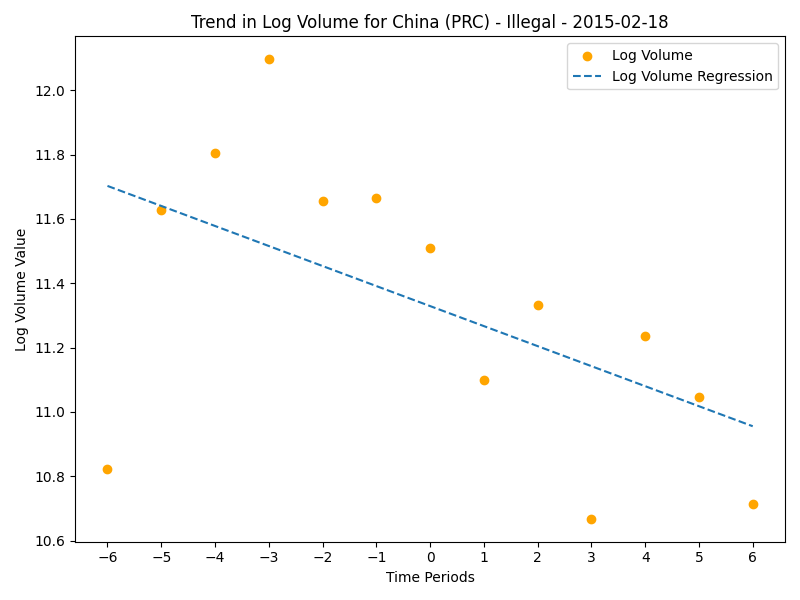 Trend in Log Volume for China (PRC) - Illegal - 2015-02-18
Log Volume
Log Volume Regression
12.0
11.8
11.6
11.4
11.2
11.0
10.8
10.6
Log Volume Value
−6 −5 −4 −3 −2 −1 0 1 2 3 4 5 6
Time Periods